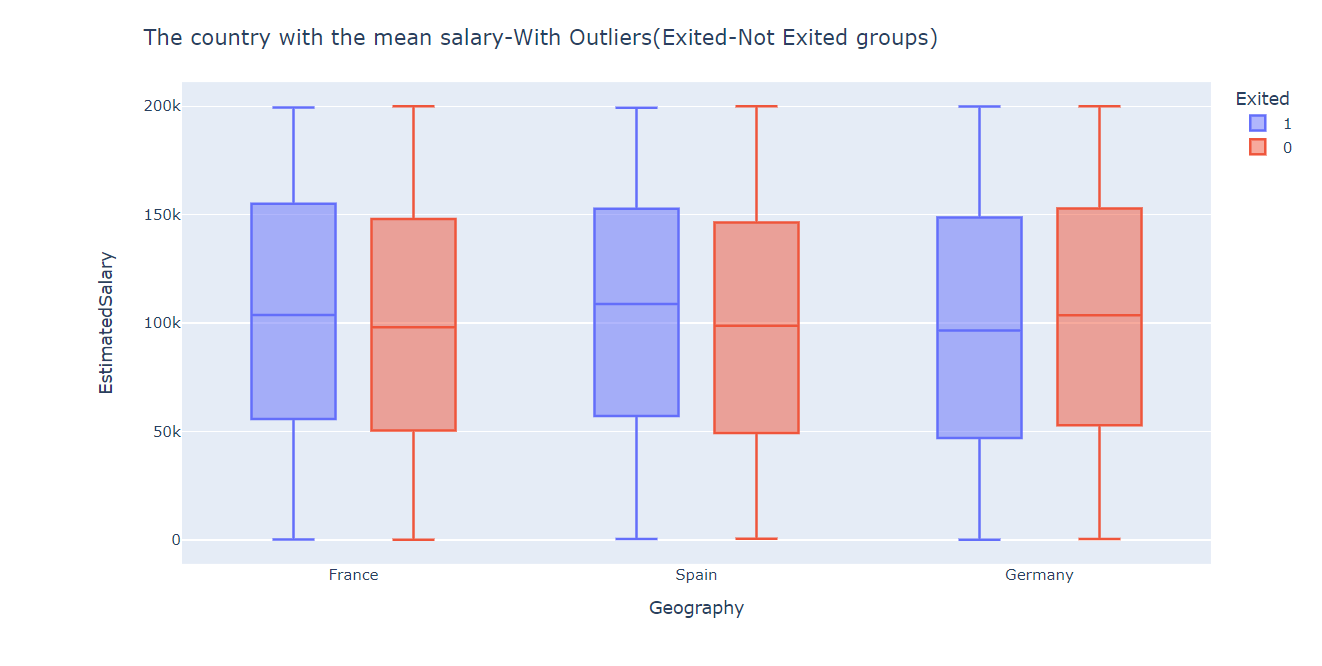 The country with the mean salary-With Outliers(Exited-Not Exited groups)
Exited
1
0
200k
150k
100k
50k
0
EstimatedSalary
France
Spain
Germany
Geography